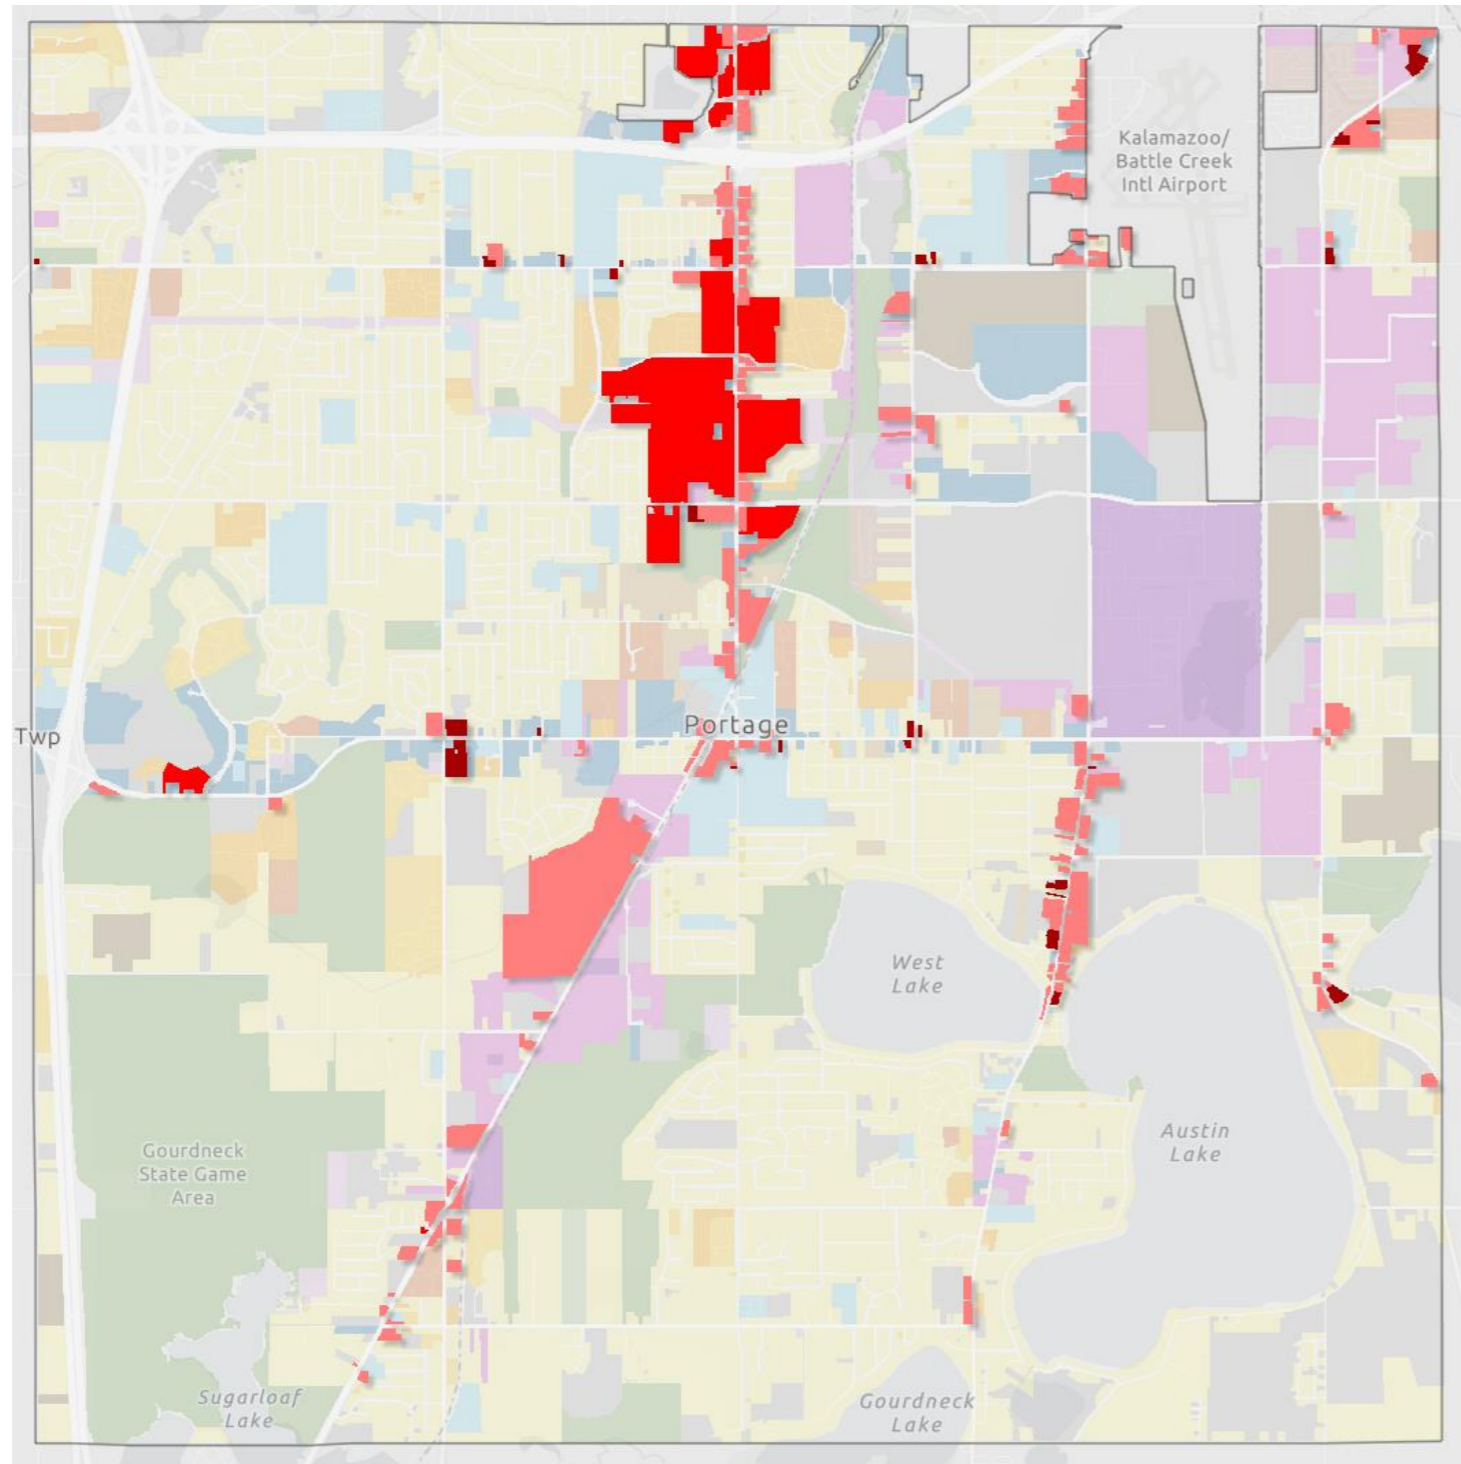 Kalamazoo/
Battle Creek
Intl Airport
Portage
Twp
West
Lake
Austin
Lake
Gourdneck
State Game
Area
Sugarloaf
Lake
Gourdneck
Lake